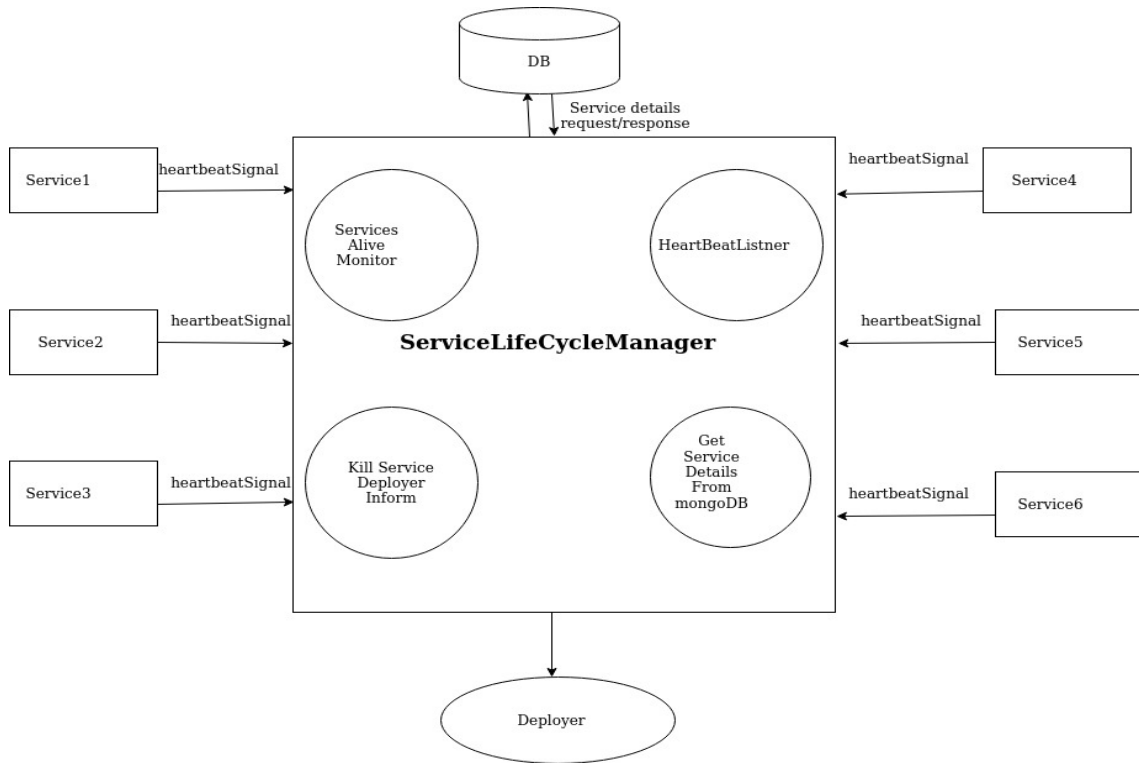 DB
Service details
request/response
Service1
heartbeatSignal
heartbeatSignal
Service4
Services
Alive
Monitor
HeartBeatListner
Service2
heartbeatSignal
ServiceLifeCycleManager
heartbeatSignal
Service5
Service3
heartbeatSignal
Kill Service
Deployer
Inform
Get
Service
Details
From
mongoDB
heartbeatSignal
Service6
Deployer